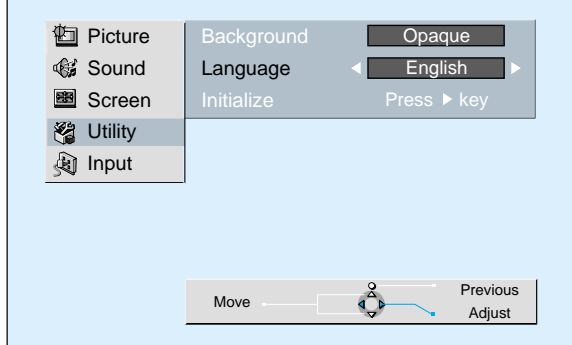 Picture
Sound
Screen
Utility
Input
Background Opaque
Language English
Initialize Press ▶ key
Move
Previous
Adjust